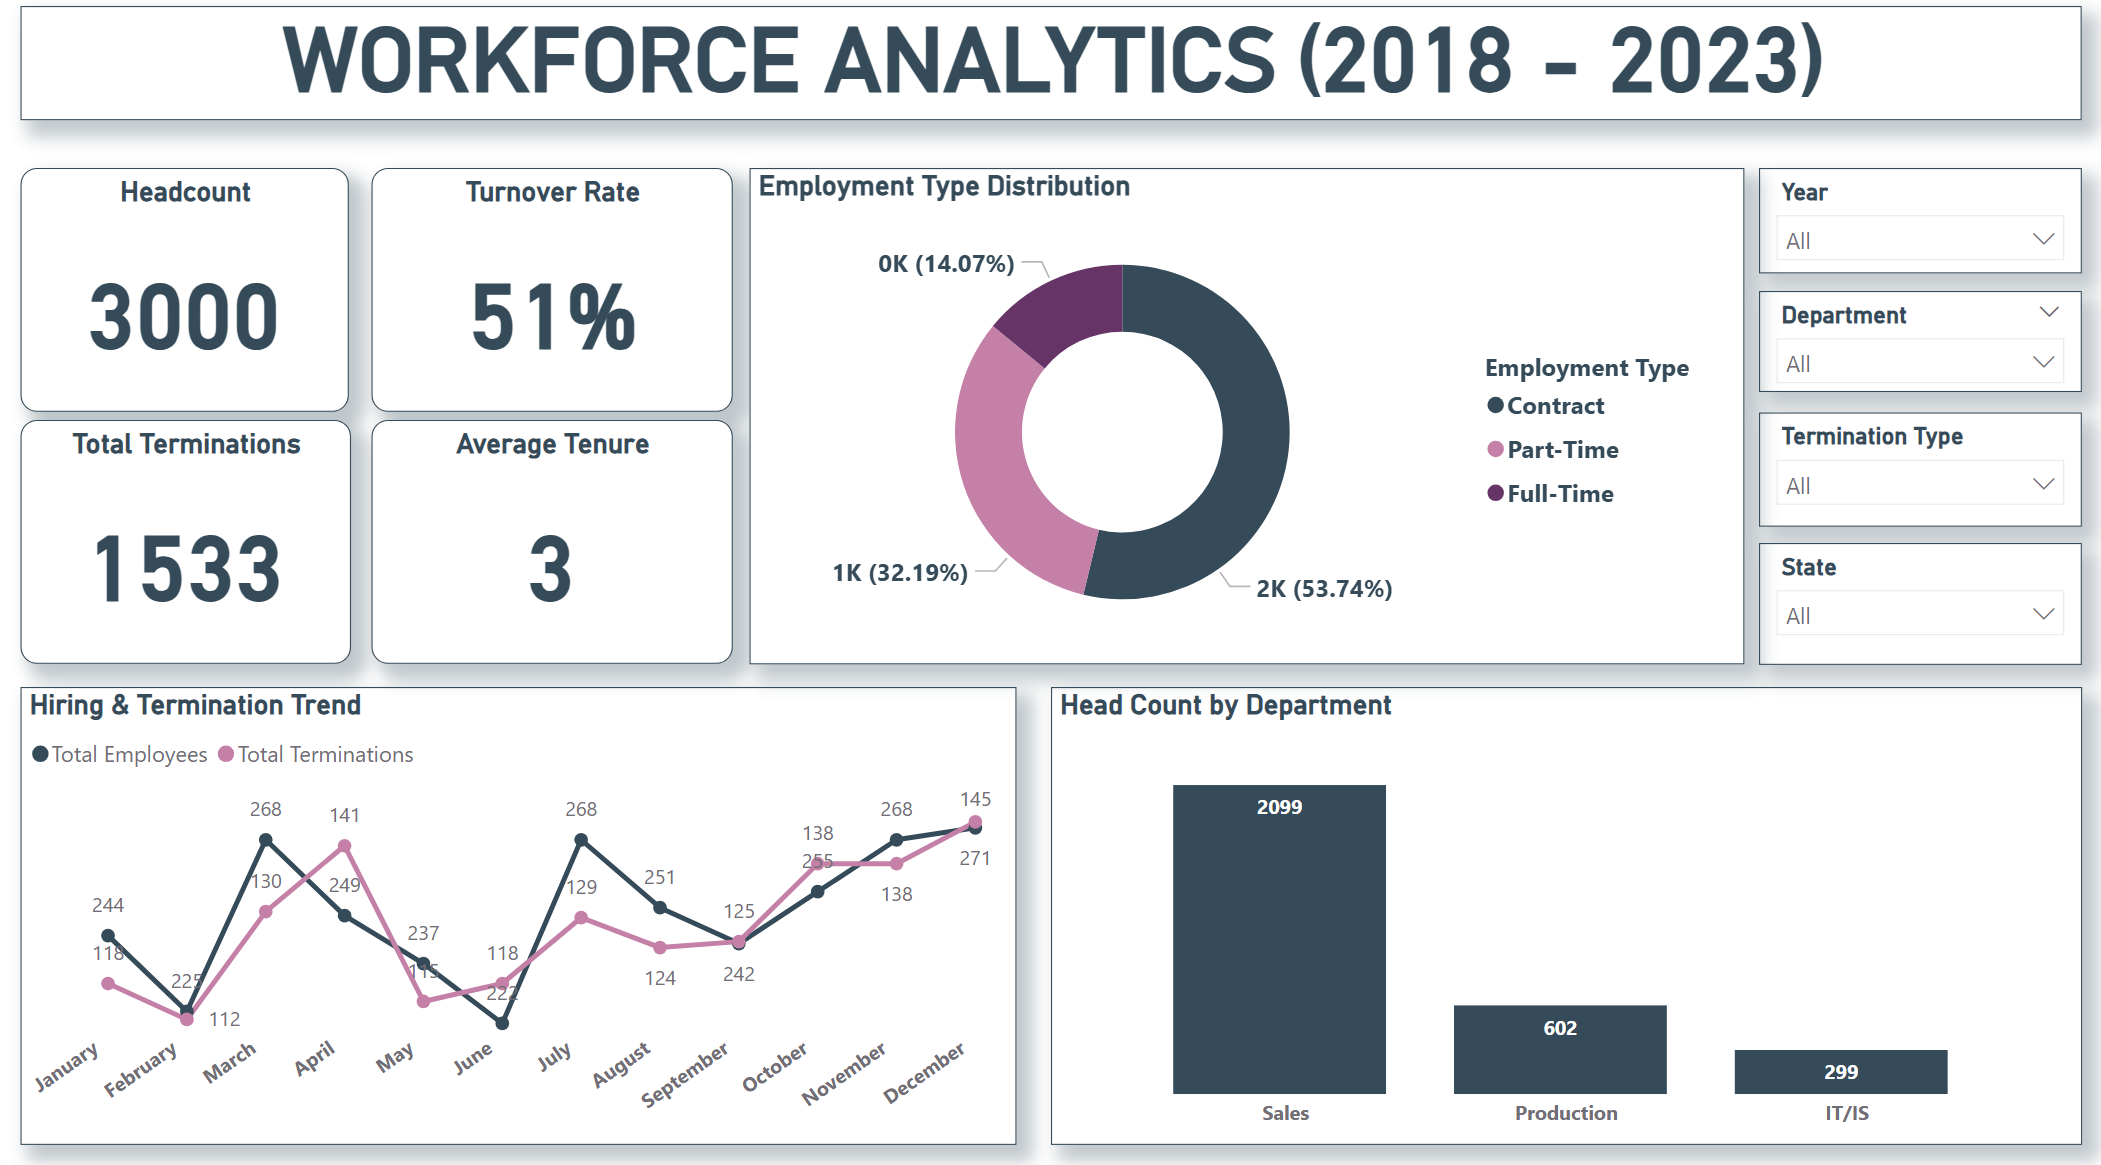 WORKFORCE ANALYTICS (2018 - 2023)
Headcount
3000
Turnover Rate
51%
Total Terminations
1533
Average Tenure
3
Employment Type Distribution
0K (14.07%)
1K (32.19%)
2K (53.74%)
Employment Type
Contract
Part-Time
Full-Time
Year
All
Department
All
Termination Type
All
State
All
Hiring & Termination Trend
Total Employees Total Terminations
244
118
225
112
268
130
141
249
237
115
118
222
268
129
251
124
125
242
138
255
268
138
145
271
January
February
March
April
May
June
July
August
September
October
November
December
Head Count by Department
2099
602
299
Sales
Production
IT/IS